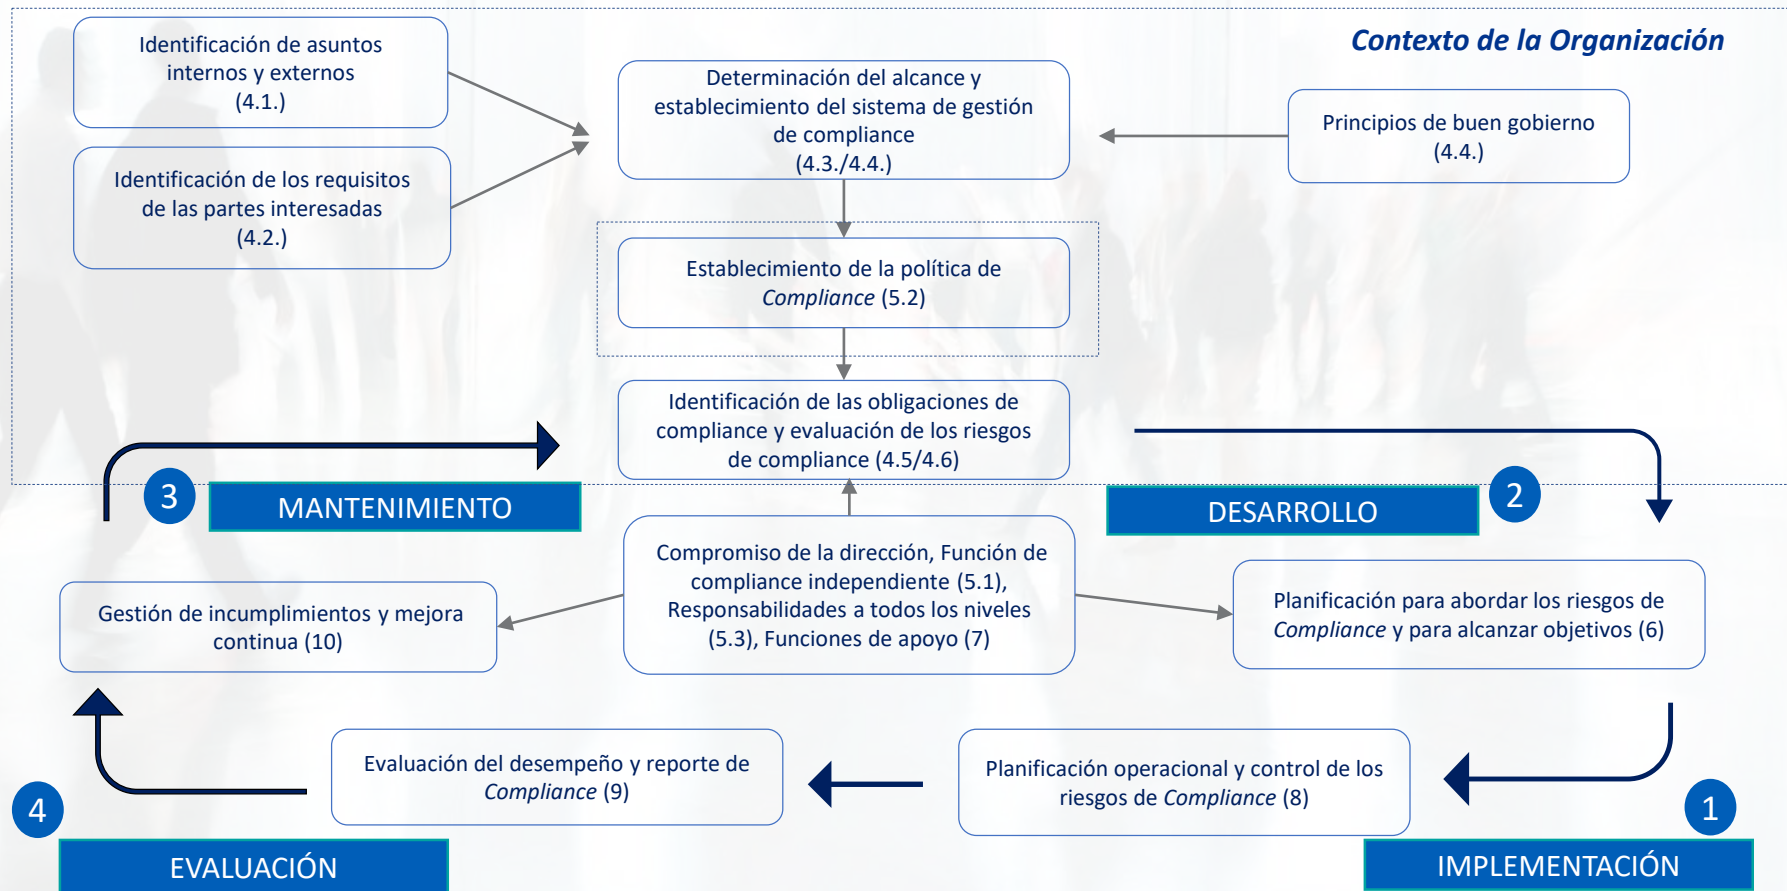 Contexto de la Organización
Identificación de asuntos
internos y externos
(4.1.)
Determinación del alcance y
establecimiento del sistema de gestión
de compliance
(4.3./4.4.)
Principios de buen gobierno
(4.4.)
Identificación de los requisitos
de las partes interesadas
(4.2.)
Establecimiento de la política de
Compliance (5.2)
Identificación de las obligaciones de
compliance y evaluación de los riesgos
de compliance (4.5/4.6)
3
MANTENIMIENTO
DESARROLLO
2
Compromiso de la dirección, Función de
compliance independiente (5.1),
Responsabilidades a todos los niveles
(5.3), Funciones de apoyo (7)
Gestión de incumplimientos y mejora
continua (10)
Planificación para abordar los riesgos de
Compliance y para alcanzar objetivos (6)
Evaluación del desempeño y reporte de
Compliance (9)
Planificación operacional y control de los
riesgos de Compliance (8)
4
EVALUACIÓN
1
IMPLEMENTACIÓN